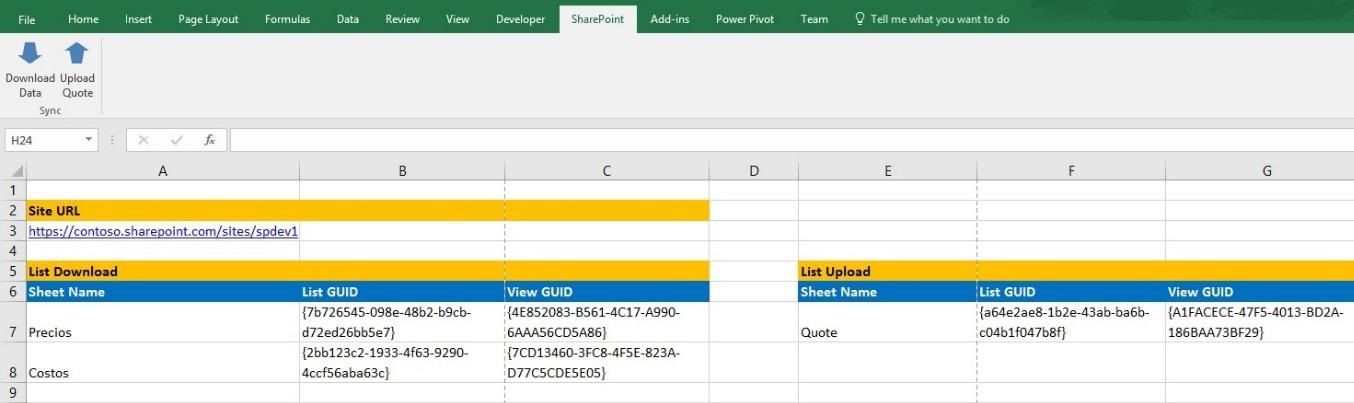 File Home Insert Page Layout Formulas Data Review View Developer SharePoint Add-ins Power Pivot Team Tell me what you want to do
Download Upload
Data Quote
Sync
H24 fx
A B C D E F G
1
2 Site URL
3 https://contoso.sharepoint.com/sites/spdev1
4
5 List Download List Upload
6 Sheet Name List GUID View GUID Sheet Name List GUID View GUID
{7b726545-098e-48b2-b9cb- {4E852083-B561-4C17-A990- {a64e2ae8-1b2e-43ab-ba6b- {A1FACECE-47F5-4013-BD2A-
7 Precios d72ed26bb5e7} 6AAA56CD5A86} Quote c04b1f047b8f} 186BAA73BF29}
{2bb123c2-1933-4f63-9290- {7CD13460-3FC8-4F5E-823A-
8 Costos 4ccf56aba63c} D77C5CDE5E05}
9